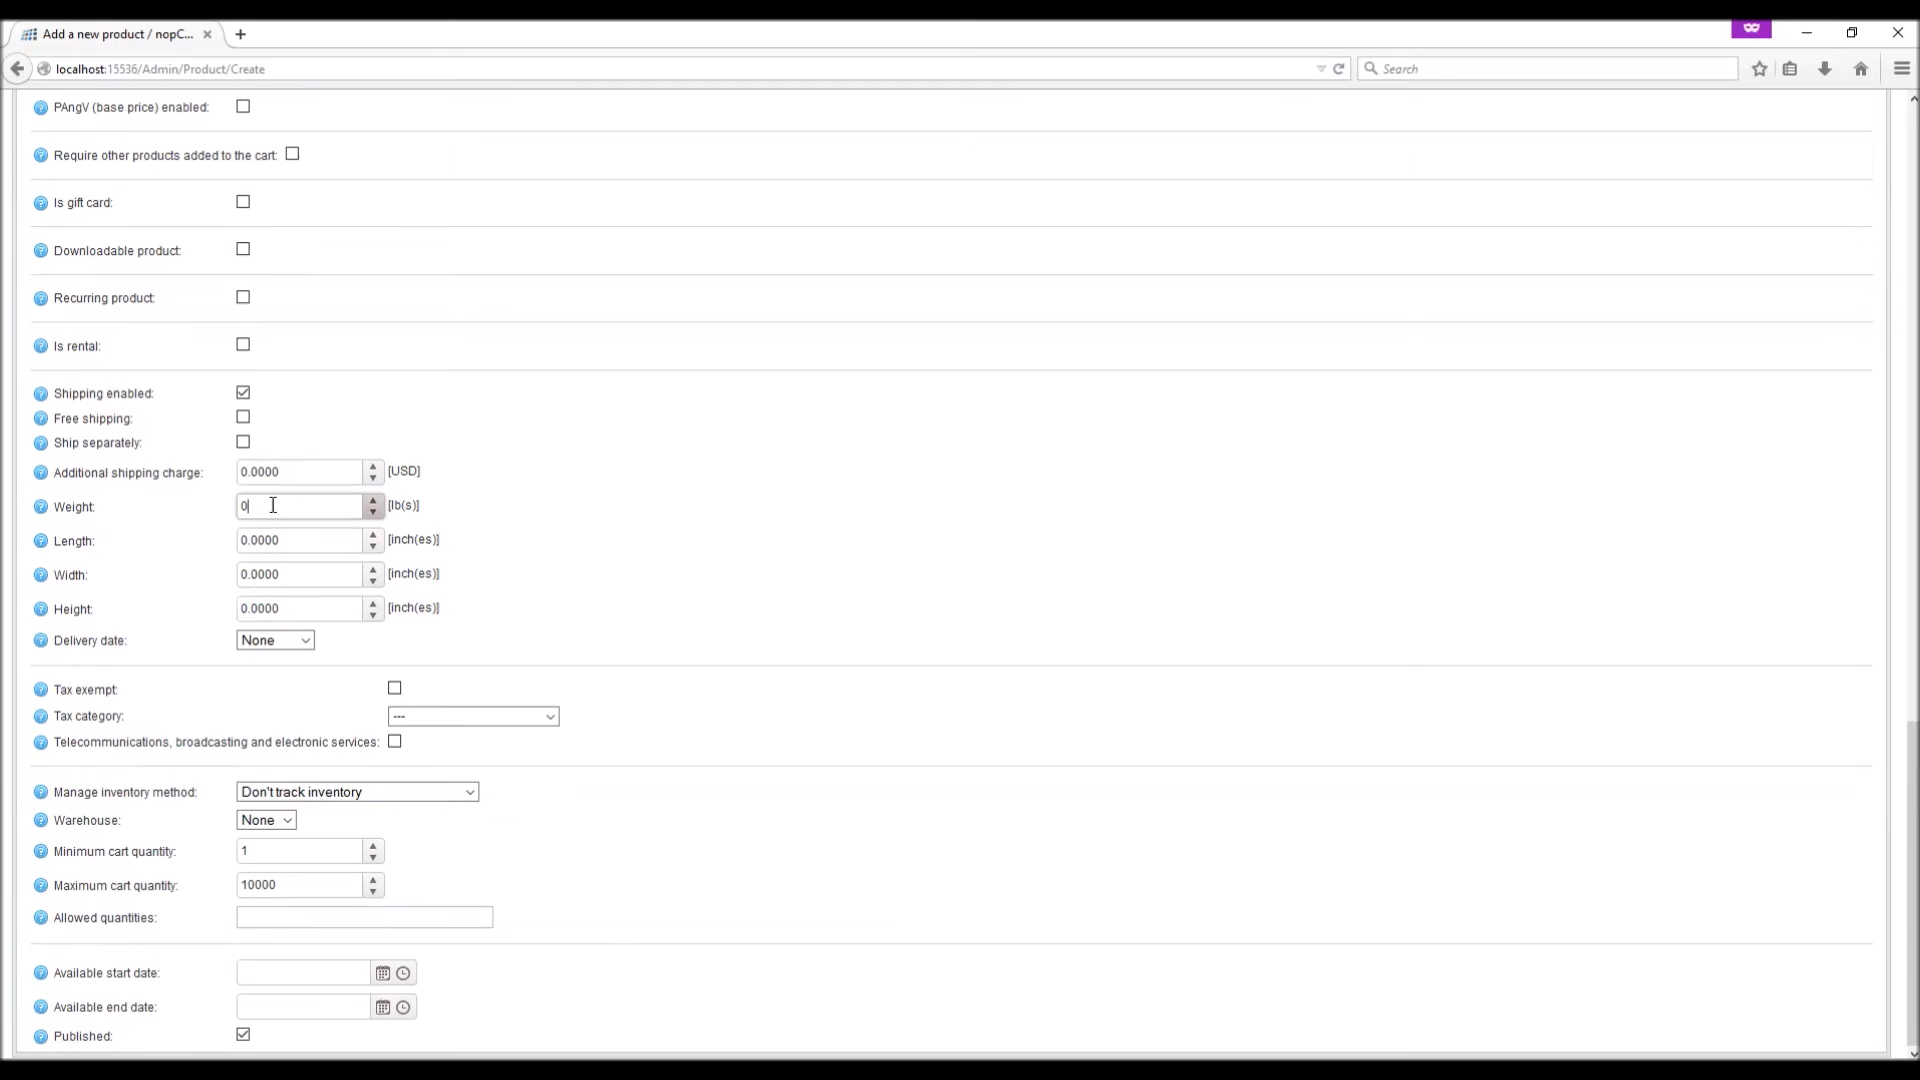 Add a new product / nopC...
localhost:15536/Admin/Product/Create
Search
PAngV (base price) enabled:
Require other products added to the cart:
Is gift card:
Downloadable product:
Recurring product:
Is rental:
Shipping enabled:
Free shipping:
Ship separately:
Additional shipping charge: 0.0000 [USD]
Weight: 0 [lb(s)]
Length: 0.0000 [inch(es)]
Width: 0.0000 [inch(es)]
Height: 0.0000 [inch(es)]
Delivery date: None
Tax exempt:
Tax category: ---
Telecommunications, broadcasting and electronic services:
Manage inventory method: Don't track inventory
Warehouse: None
Minimum cart quantity: 1
Maximum cart quantity: 10000
Allowed quantities:
Available start date:
Available end date:
Published: